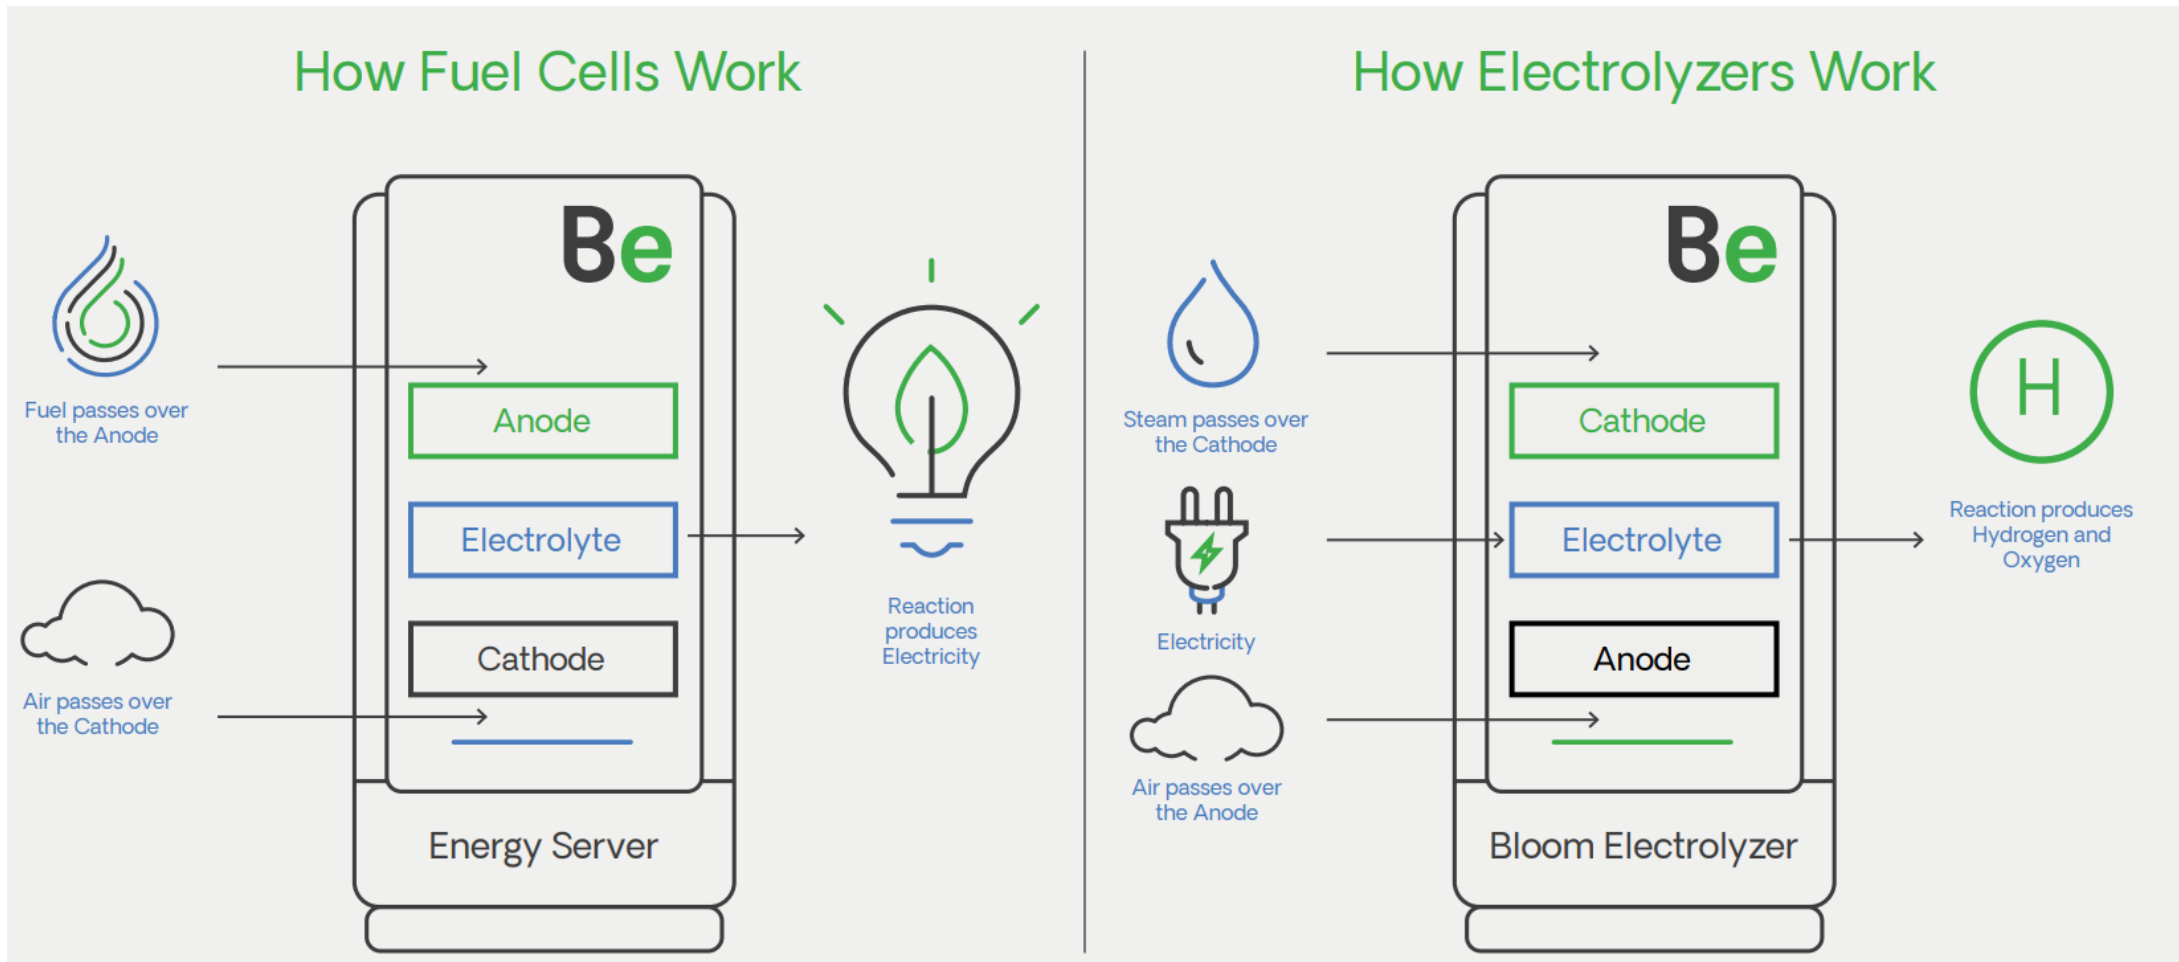 How Fuel Cells Work
Be
Fuel passes over
the Anode
Anode
Electrolyte
Cathode
Air passes over
the Cathode
Reaction
produces
Electricity
Energy Server
How Electrolyzers Work
Be
Steam passes over
the Cathode
Cathode
Electricity
Electrolyte
Anode
Air passes over
the Anode
H
Reaction produces
Hydrogen and
Oxygen
Bloom Electrolyzer